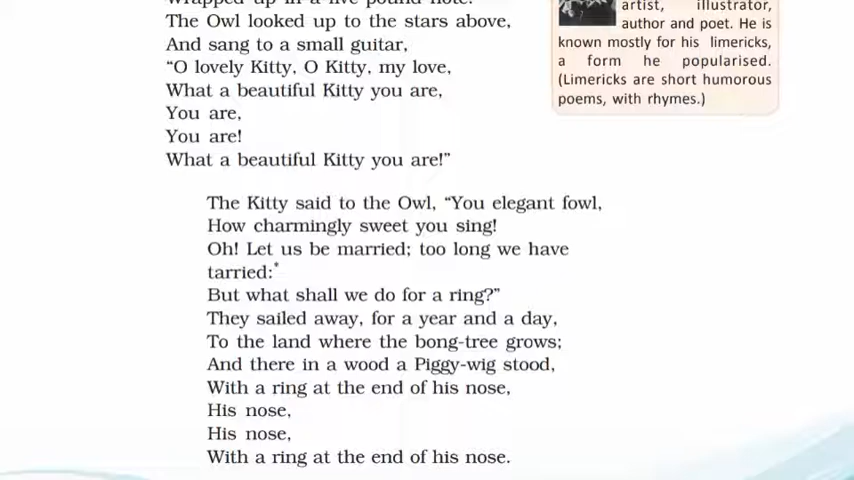 Wrapped up in a five pound note.
The Owl looked up to the stars above,
And sang to a small guitar,
“O lovely Kitty, O Kitty, my love,
What a beautiful Kitty you are,
You are,
You are!
What a beautiful Kitty you are!”
The Kitty said to the Owl, “You elegant fowl,
How charmingly sweet you sing!
Oh! Let us be married; too long we have
tarried:*
But what shall we do for a ring?”
They sailed away, for a year and a day,
To the land where the bong-tree grows;
And there in a wood a Piggy-wig stood,
With a ring at the end of his nose,
His nose,
His nose,
With a ring at the end of his nose.
artist, illustrator,
author and poet. He is
known mostly for his limericks,
a form he popularised.
(Limericks are short humorous
poems, with rhymes.)